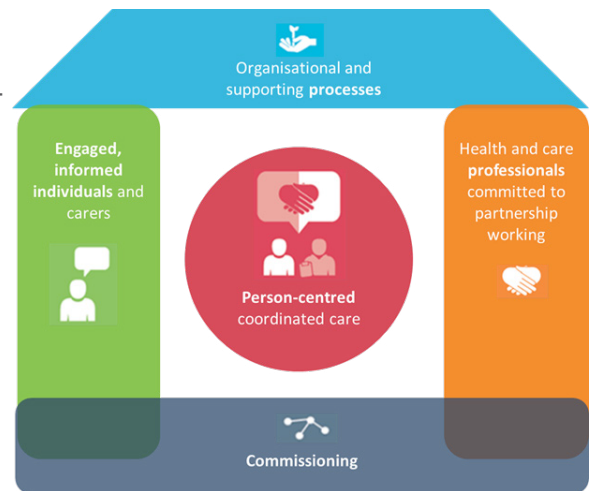 Organisational and
supporting processes
Engaged,
informed
individuals and
carers
Health and care
professionals
committed to
partnership
working
Person-centred
coordinated care
Commissioning